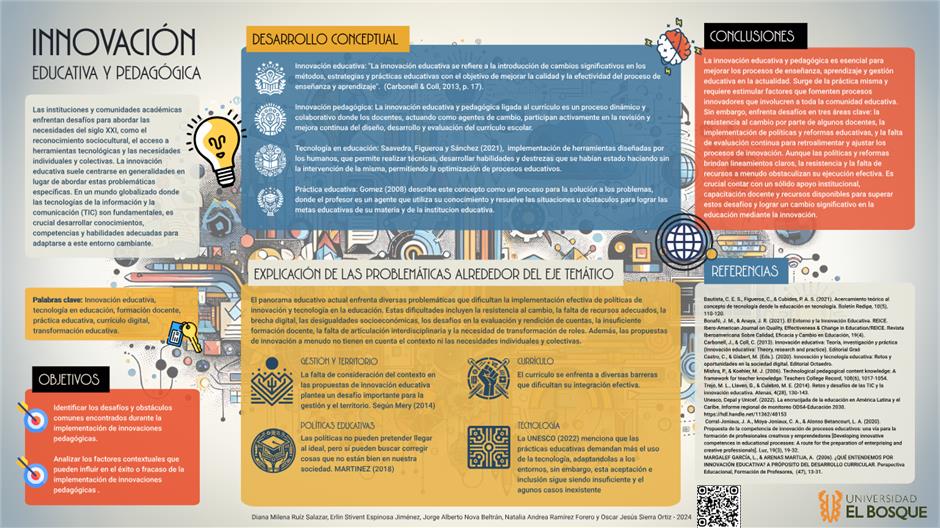 INNOVACIÓN
EDUCATIVA Y PEDAGÓGICA
Las instituciones y comunidades académicas
enfrentan desafíos para abordar las
necesidades del siglo XXI, como el
reconocimiento sociocultural, el acceso a
herramientas tecnológicas y las necesidades
individuales y colectivas. La innovación
educativa suele centrarse en generalidades en
lugar de abordar estas problemáticas
específicas. En un mundo globalizado donde
las tecnologías de la información y la
comunicación (TIC) son fundamentales, es
crucial desarrollar conocimientos,
competencias y habilidades adecuadas para
adaptarse a este entorno cambiante.
Palabras clave: Innovación educativa,
tecnología en educación, formación docente,
práctica educativa, currículo digital,
transformación educativa.
OBJETIVOS
Identificar los desafíos y obstáculos
comunes encontrados durante la
implementación de innovaciones
pedagógicas.
Analizar los factores contextuales que
pueden influir en el éxito o fracaso de la
implementación de innovaciones
pedagógicas .
DESARROLLO CONCEPTUAL
Innovación educativa: "La innovación educativa se refiere a la introducción de cambios significativos en los
métodos, estrategias y prácticas educativas con el objetivo de mejorar la calidad y la efectividad del proceso de
enseñanza y aprendizaje". (Carbonell & Coll, 2013, p. 17).
Innovación pedagógica: La innovación educativa y pedagógica ligada al currículo es un proceso dinámico y
colaborativo donde los docentes, actuando como agentes de cambio, participan activamente en la revisión y
mejora continua del diseño, desarrollo y evaluación del currículo escolar.
Tecnología en educación: Saavedra, Figueroa y Sánchez (2021), implementación de herramientas diseñadas por
los humanos, que permite realizar técnicas, desarrollar habilidades y destrezas que se habían estado haciendo sin
la intervención de la misma, permitiendo la optimización de procesos educativos.
Práctica educativa: Gomez (2008) describe este concepto como un proceso para la solución a los problemas,
donde el profesor es un agente que utiliza su conocimiento y resuelve las situaciones u obstaculos para lograr las
metas educativas de su materia y de la institucion educativa.
EXPLICACIÓN DE LAS PROBLEMÁTICAS ALREDEDOR DEL EJE TEMÁTICO
El panorama educativo actual enfrenta diversas problemáticas que dificultan la implementación efectiva de políticas de
innovación y tecnología en la educación. Estas dificultades incluyen la resistencia al cambio, la falta de recursos adecuados, la
brecha digital, las desigualdades socioeconómicas, los desafíos en la evaluación y rendición de cuentas, la insuficiente
formación docente, la falta de articulación interdisciplinaria y la necesidad de transformación de roles. Además, las propuestas
de innovación a menudo no tienen en cuenta el contexto ni las necesidades individuales y colectivas.
GESTIÓN Y TERRITORIO
La falta de consideración del contexto en
las propuestas de innovación educativa
plantea un desafío importante para la
gestión y el territorio. Según Mery (2014)
CURRÍCULO
El currículo se enfrenta a diversas barreras
que dificultan su integración efectiva.
POLÍTICAS EDUCATIVAS
Las políticas no pueden pretender llegar
al ideal, pero sí pueden buscar corregir
cosas que no están bien en nuestra
sociedad. MARTINEZ (2018)
TECNOLOGÍA
La UNESCO (2022) menciona que las
prácticas educativas demandan más el uso
de la tecnología, adaptandolas a los
entornos, sin embargo, esta aceptación e
inclusión sigue siendo insuficiente y el
agunos casos inexistente
CONCLUSIONES
La innovación educativa y pedagógica es esencial para
mejorar los procesos de enseñanza, aprendizaje y gestión
educativa en la actualidad. Surge de la práctica misma y
requiere estimular factores que fomenten procesos
innovadores que involucren a toda la comunidad educativa.
Sin embargo, enfrenta desafíos en tres áreas clave: la
resistencia al cambio por parte de algunos docentes, la
implementación de políticas y reformas educativas, y la falta
de evaluación continua para retroalimentar y ajustar los
procesos de innovación. Aunque las políticas y reformas
brindan lineamientos claros, la resistencia y la falta de
recursos a menudo obstaculizan su ejecución efectiva. Es
crucial contar con un sólido apoyo institucional,
capacitación docente y recursos disponibles para superar
estos desafíos y lograr un cambio significativo en la
educación mediante la innovación.
REFERENCIAS
Bautista, C. E. S., Figueroa, C., & Cubides, P. A. S. (2021). Acercamiento teórico al
concepto de tecnología desde la educación en tecnología. Boletín Redipe, 10(5),
110-120.
Bonafú, J. M., & Anaya, J. R. (2021). El Entorno y la Innovación Educativa. REICE.
Ibero-American Journal on Quality, Effectiveness & Change in Education/REICE. Revista
Iberoamericana Sobre Calidad, Eficacia y Cambio en Educación, 19(4).
Carbonell, J., & Coll, C. (2013). Innovación educativa: Teoría, investigación y práctica
[Innovación educativa: Theory, research and practice]. Editorial Graó
Castro, C., & Gisbert, M. (Eds.). (2020). Innovación y tecnología educativa: Retos y
oportunidades en la sociedad digital. Editorial Octaedro.
Mishra, P., & Koehler, M. J. (2006). Technological pedagogical content knowledge: A
framework for teacher knowledge. Teachers College Record, 108(6), 1017-1054.
Trejo, M. L., Llaven, G., & Culebro, M. E. (2014). Retos y desafíos de las TIC y la
innovación educativa. Atenas, 4(28), 130-143.
Unesco, Cepal y Unicef. (2022). La encrucijada de la educación en América Latina y el
Caribe. Informe regional de monitoreo ODS4-Educación 2030.
https://hdl.handle.net/11362/48153
Corral-Joniaux, J. A., Moya-Joniaux, C. A., & Alonso Betancourt, L. A. (2020).
Propuesta de la competencia de innovación de procesos educativos: una vía para la
formación de profesionales creativos y emprendedores [Developing innovative
competences in educational processes: A route for the preparation of enterprising and
creative professionals]. Luz, 19(3), 19-32.
MARGALEF GARCÍA, L., & ARENAS MARTIJA, A. (2006). ¿QUÉ ENTENDEMOS POR
INNOVACIÓN EDUCATIVA? A PROPÓSITO DEL DESARROLLO CURRICULAR. Perspectiva
Educacional, Formación de Profesores, (47), 13-31.
Diana Milena Ruíz Salazar, Erlin Stivent Espinosa Jiménez, Jorge Alberto Nova Beltrán, Natalia Andrea Ramírez Forero y Oscar Jesús Sierra Ortiz - 2024
UNIVERSIDAD
EL BOSQUE